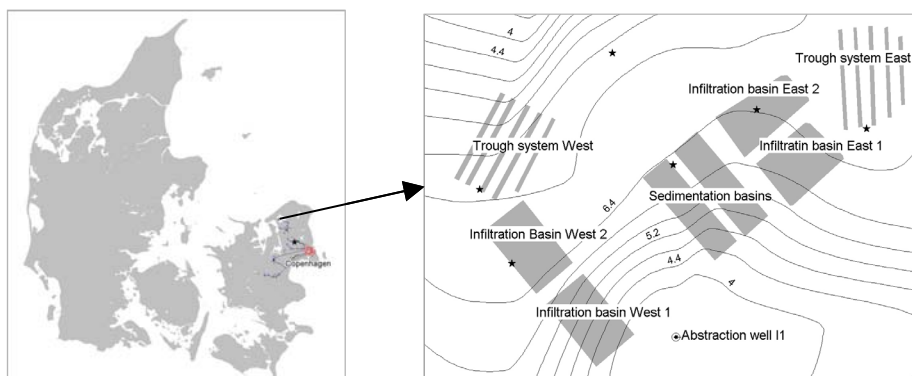 Copenhagen
4
4.4
Trough system East
Infiltration basin East 2
Trough system West
Infiltratin basin East 1
Sedimentation basins
6.4
Infiltration Basin West 2
5.2
4.4
4
Infiltration basin West 1
Abstraction well I1